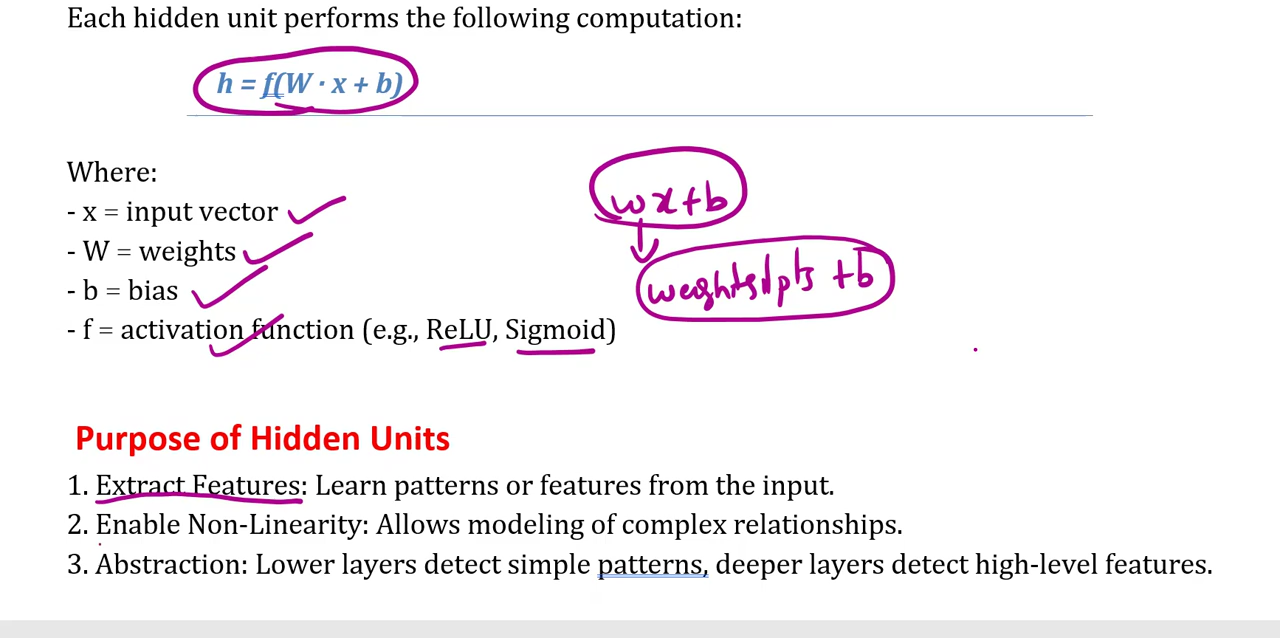 Each hidden unit performs the following computation:
h = f(W · x + b)
Where:
- x = input vector
- W = weights
- b = bias
- f = activation function (e.g., ReLU, Sigmoid)
wx+b
+b
Purpose of Hidden Units
1. Extract Features: Learn patterns or features from the input.
2. Enable Non-Linearity: Allows modeling of complex relationships.
3. Abstraction: Lower layers detect simple patterns, deeper layers detect high-level features.